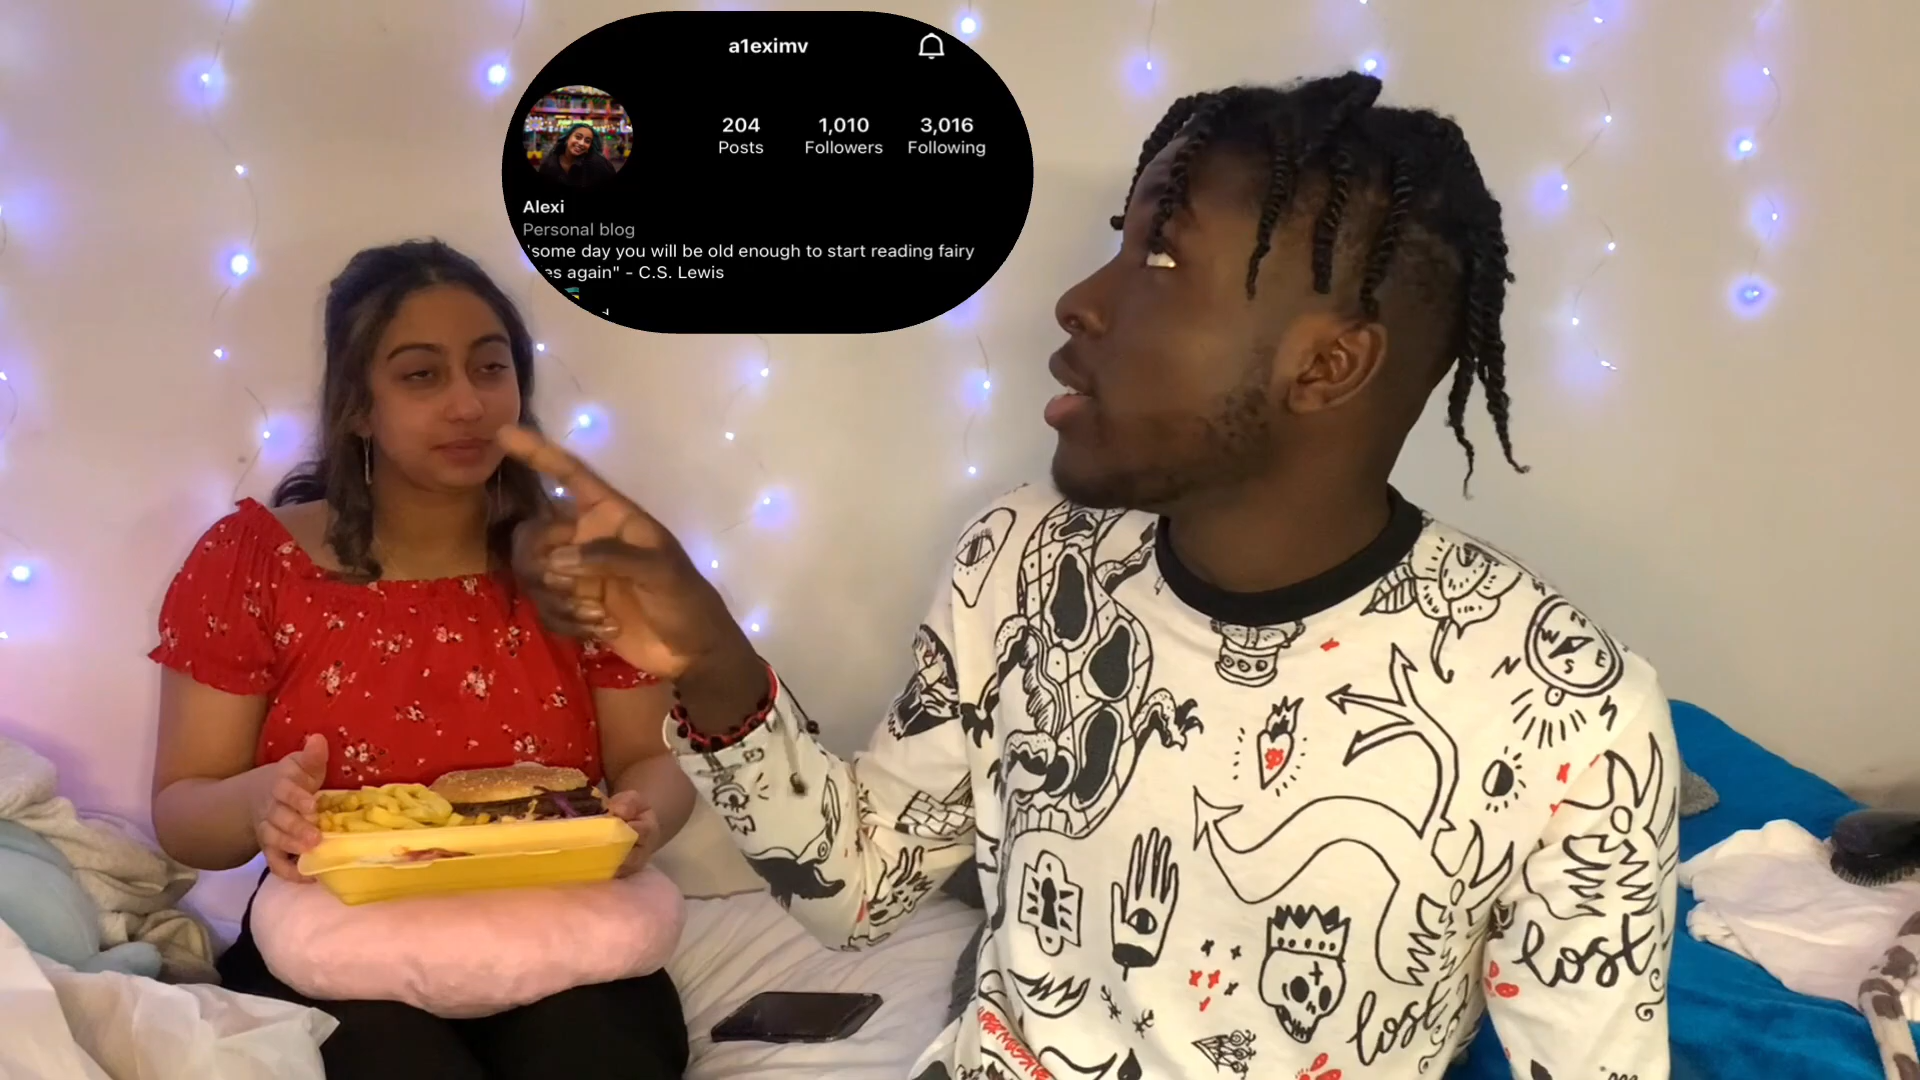 a1eximv
204 1,010 3,016
Posts Followers Following
Alexi
Personal blog
"some day you will be old enough to start reading fairy
es again" - C.S. Lewis
N
W
S E
lost
lost